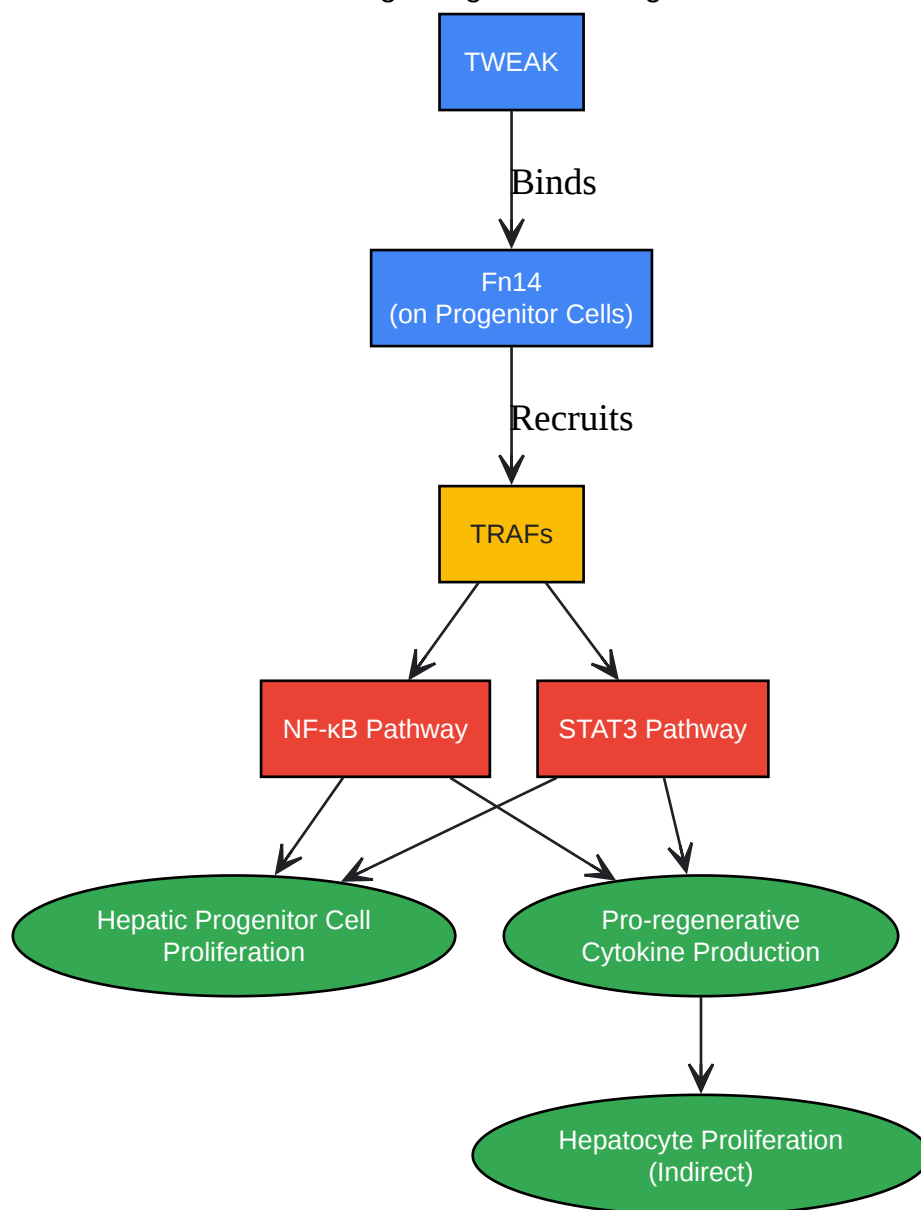 TWEAK
Binds
Fn14
(on Progenitor Cells)
Recruits
TRAFs
NF-κB Pathway
STAT3 Pathway
Hepatic Progenitor Cell
Proliferation
Pro-regenerative
Cytokine Production
Hepatocyte Proliferation
(Indirect)